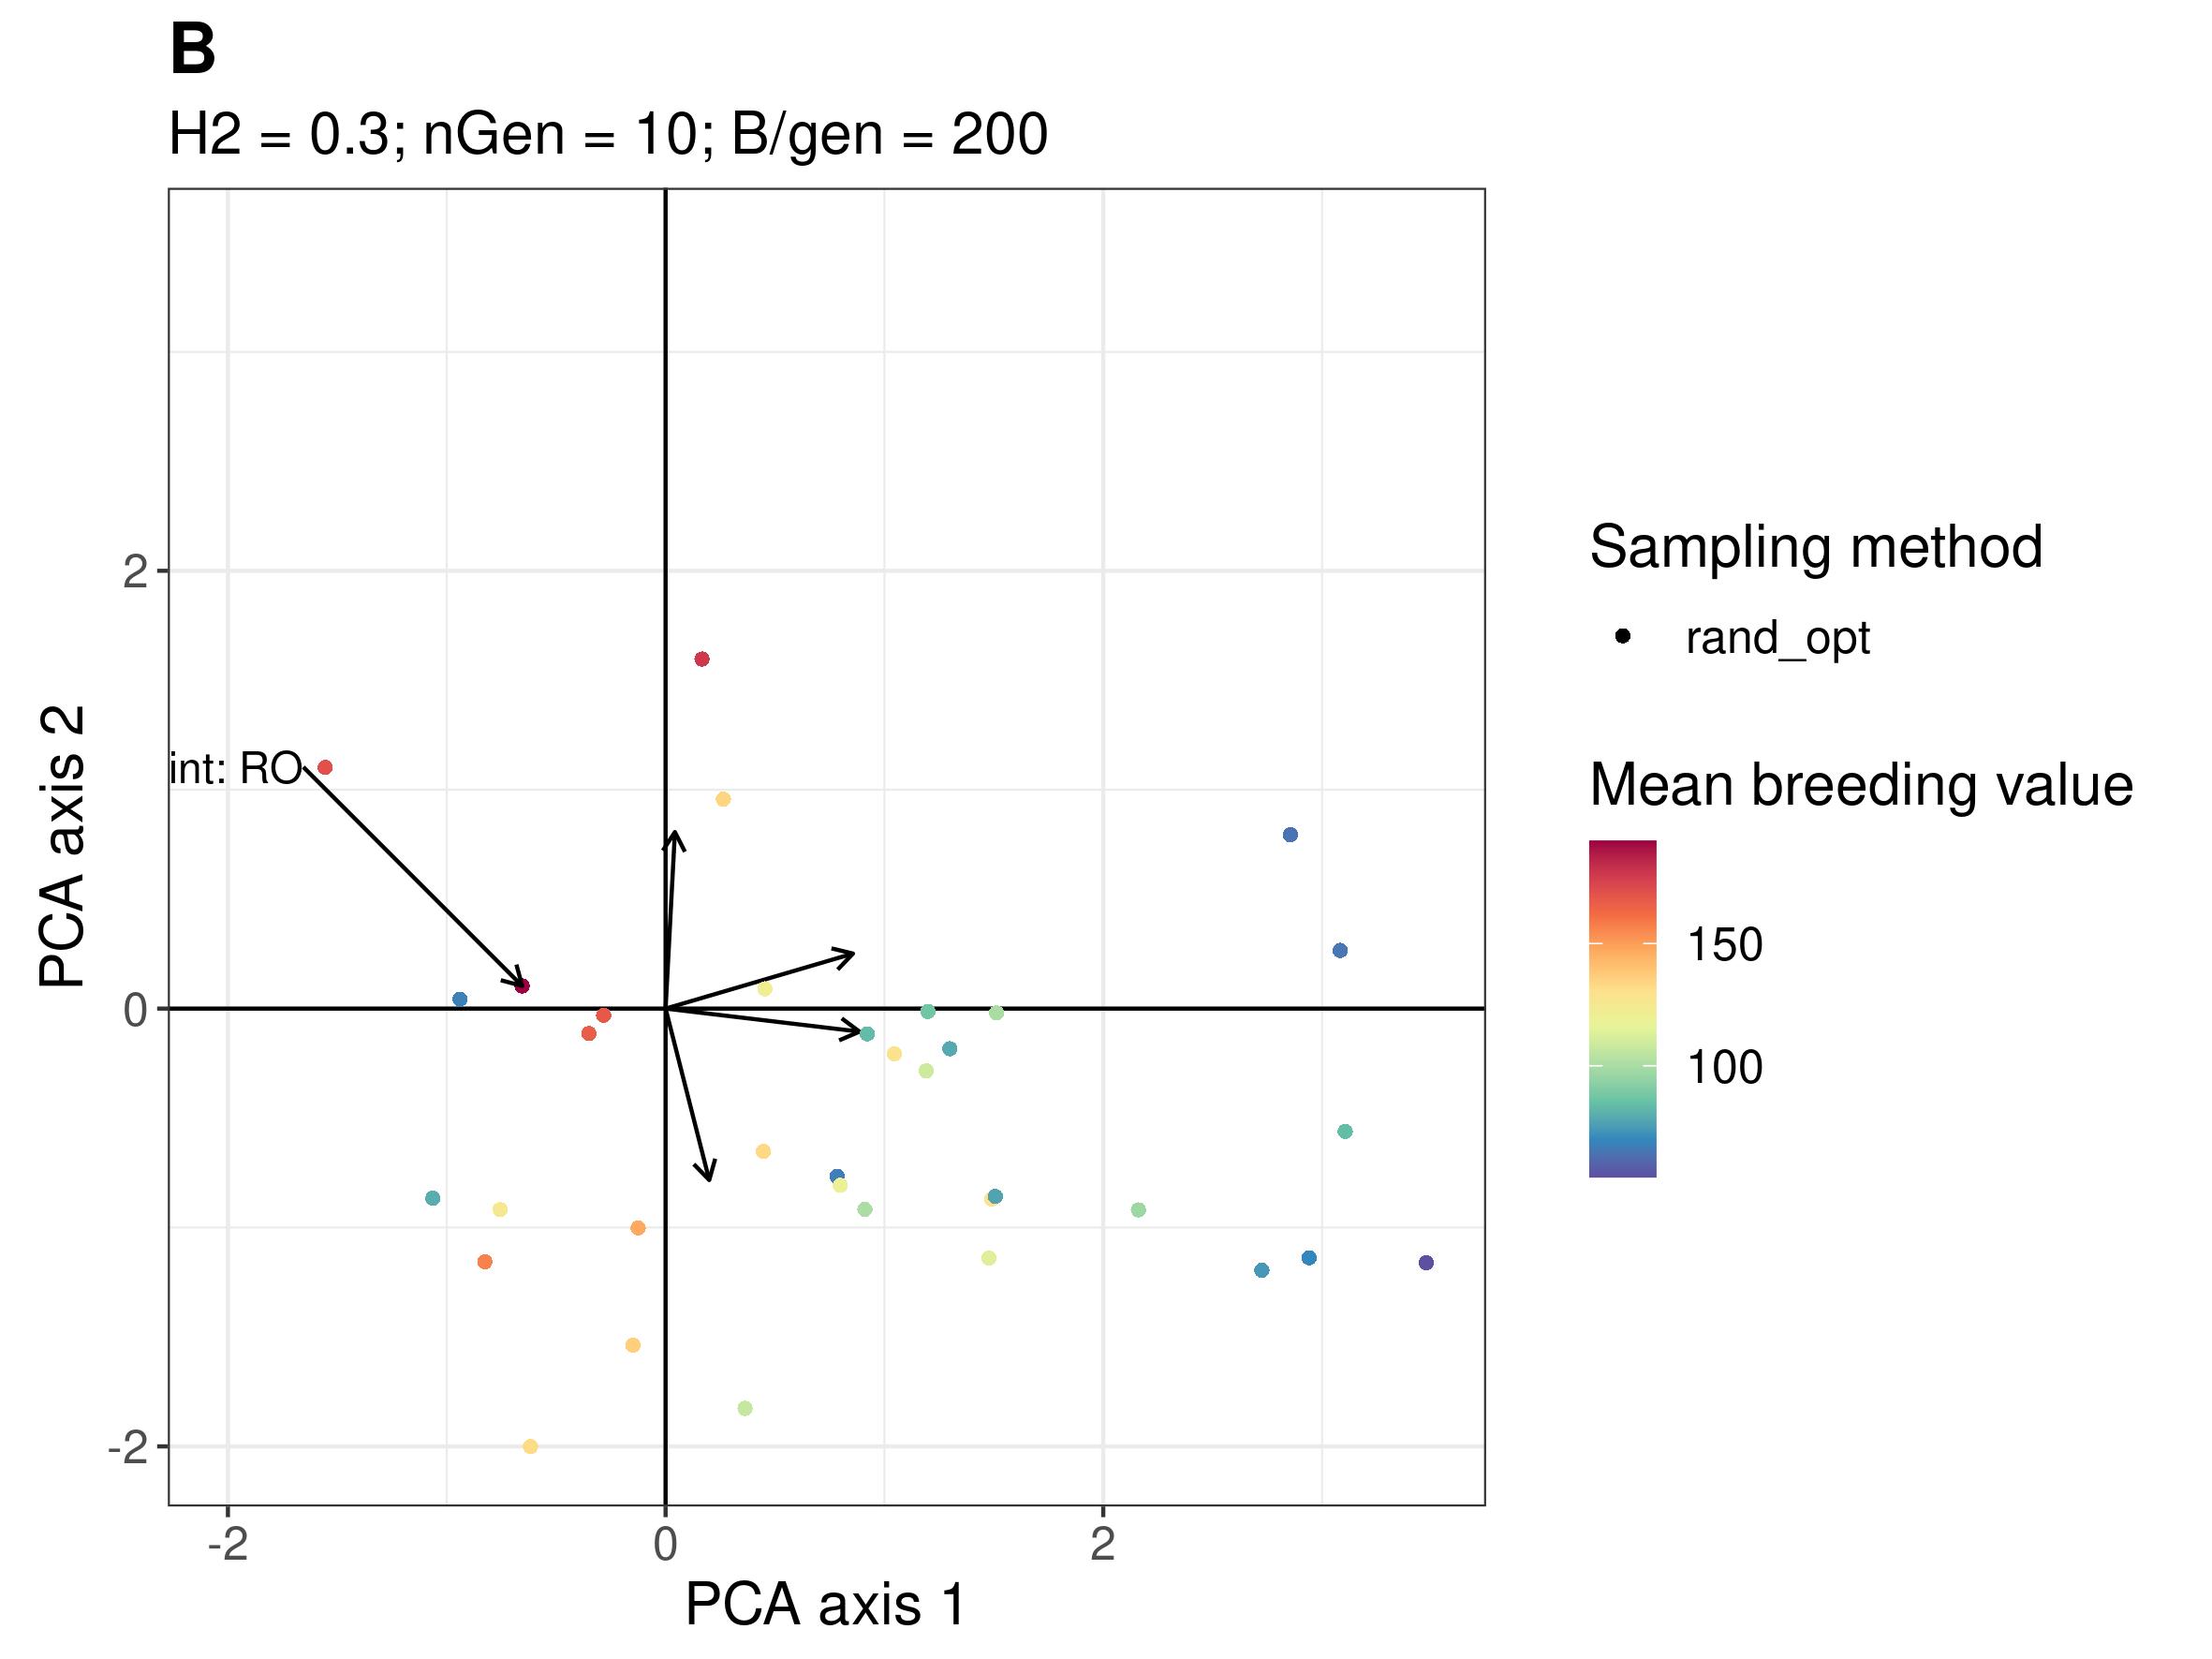 B
H2 = 0.3; nGen = 10; B/gen = 200
PCA axis 2
2
0
-2
int: RO
-2
0
2
PCA axis 1
Sampling method
rand_opt
Mean breeding value
150
100